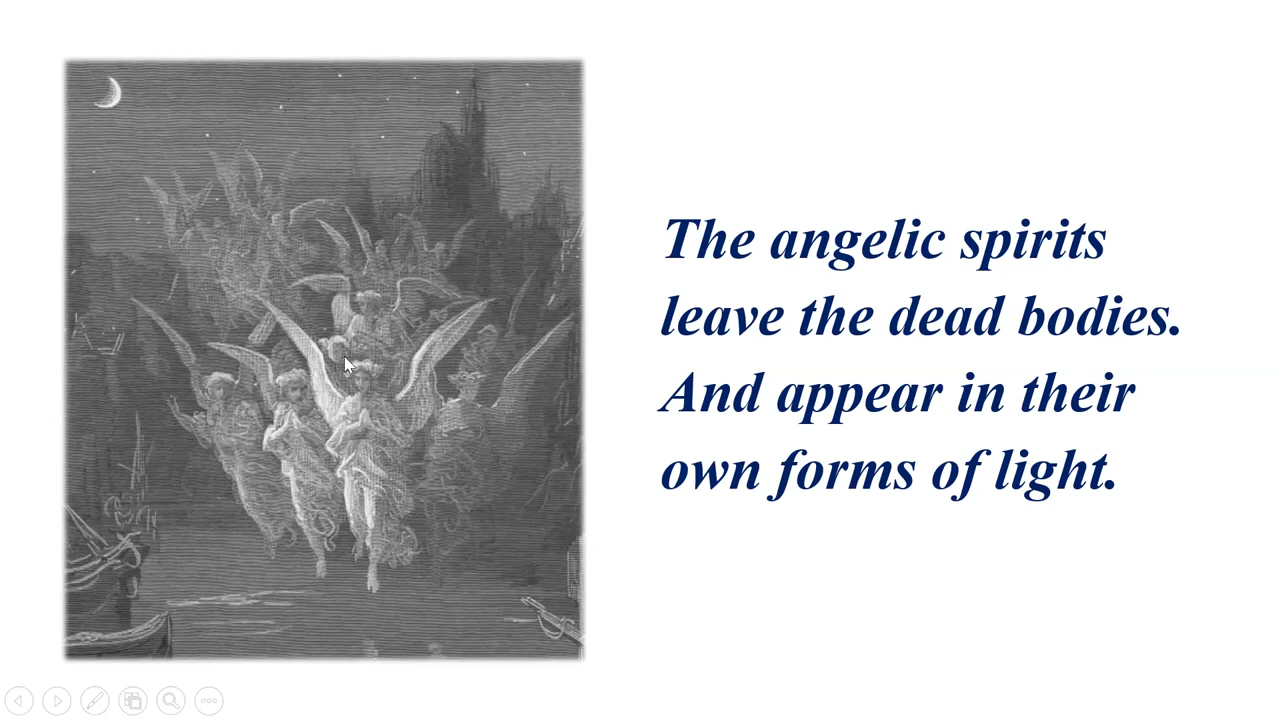 The angelic spirits
leave the dead bodies.
And appear in their
own forms of light.